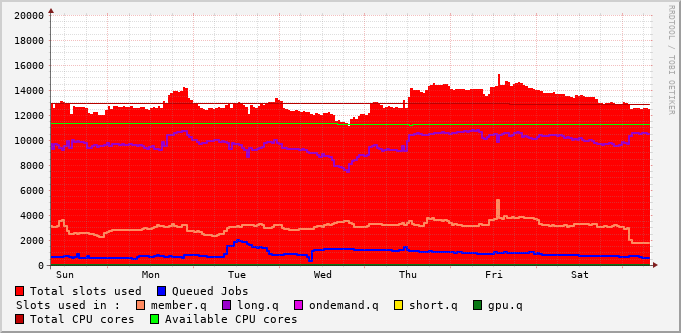 20000
18000
16000
14000
12000
10000
8000
6000
4000
2000
0
Sun Mon Tue Wed Thu Fri Sat
RRDTOOL / TOBI OETIKER
Total slots used Queued Jobs
Slots used in : member.q long.q ondemand.q short.q gpu.q
Total CPU cores Available CPU cores